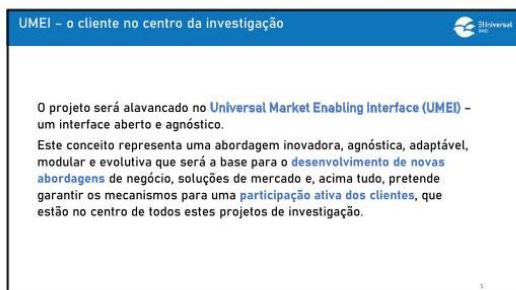 UMEI – o cliente no centro da investigação
O projeto será alavancado no Universal Market Enabling Interface (UMEI) –
um interface aberto e agnóstico.
Este conceito representa uma abordagem inovadora, agnóstica, adaptável,
modular e evolutiva que será a base para o desenvolvimento de novas
abordagens de negócio, soluções de mercado e, acima tudo, pretende
garantir os mecanismos para uma participação ativa dos clientes, que
estão no centro de todos estes projetos de investigação.